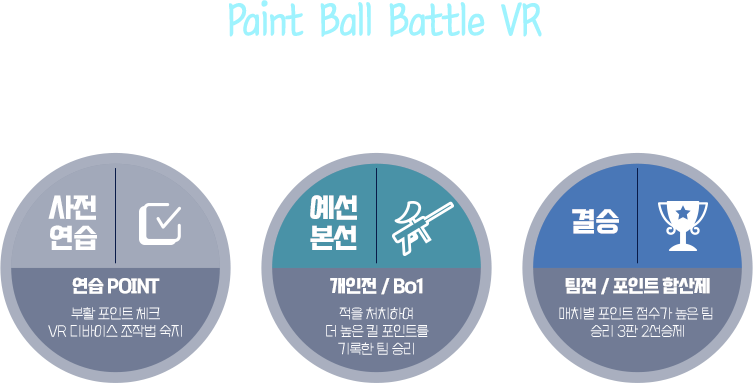 Paint Ball Battle VR
사전
연습
연습 POINT
부활 포인트 체크
VR 디바이스 조작법 숙지
예선
본선
개인전 / Bo1
적을 처치하여
더 높은 킬 포인트를
기록한 팀 승리
결승
팀전 / 포인트 합산제
매치별 포인트 점수가 높은 팀
승리 3판 2선승제